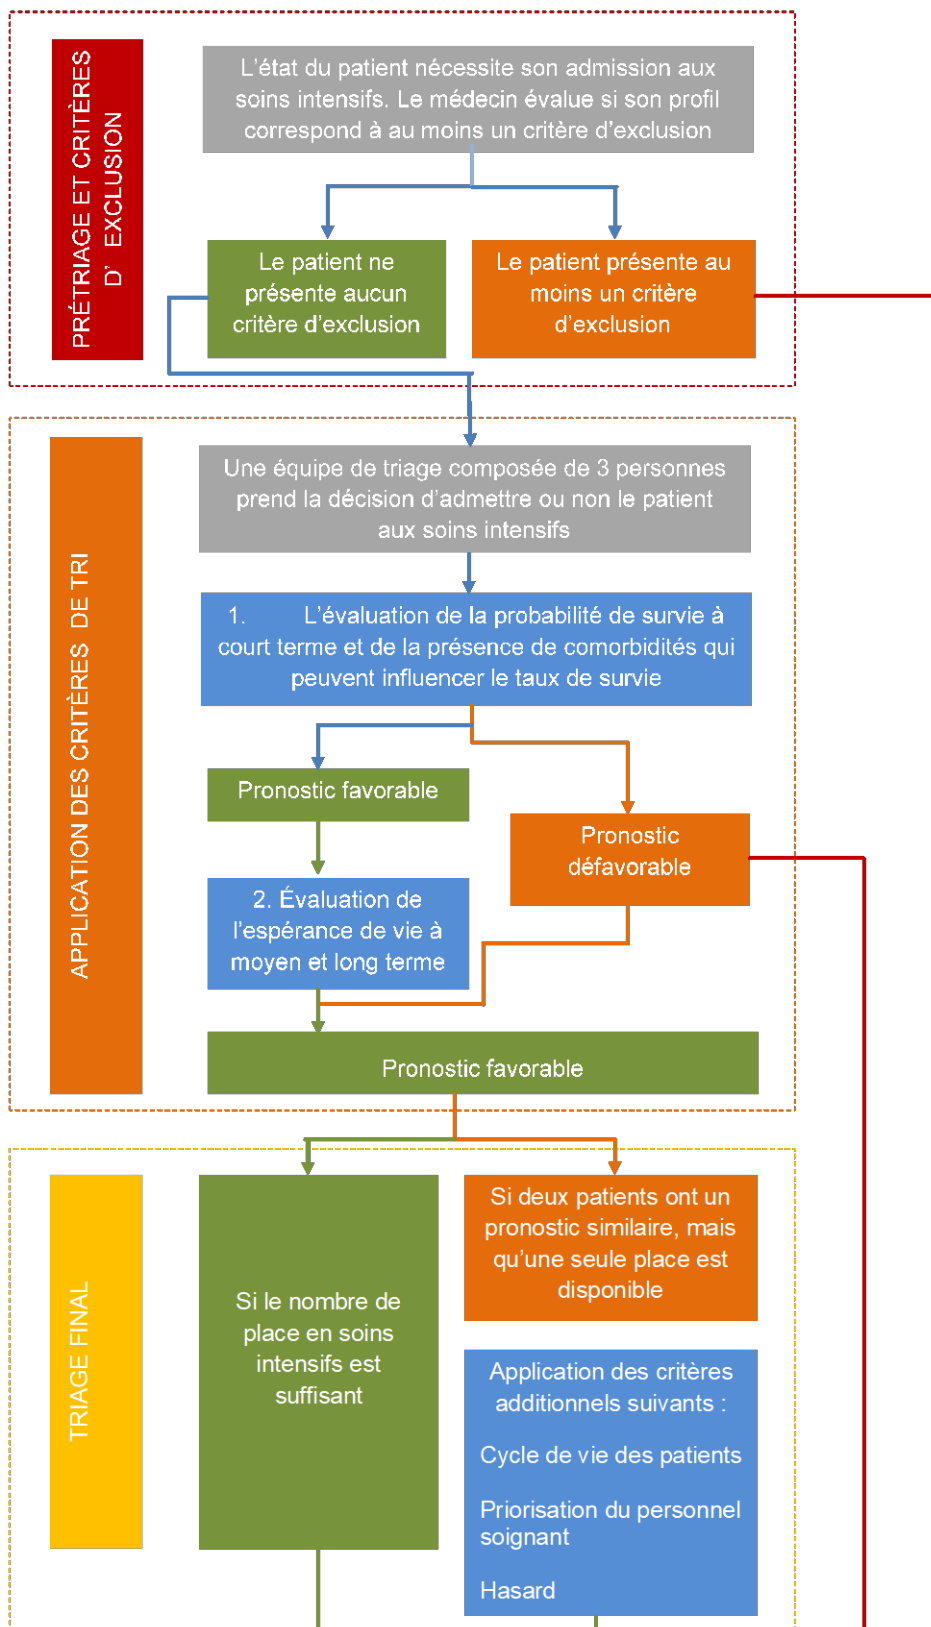 PRÉTRIAGE ET CRITÈRES
D’ EXCLUSION
L'état du patient nécessite son admission aux
soins intensifs. Le médecin évalue si son profil
correspond à au moins un critère d'exclusion
Le patient ne
présente aucun
critère d'exclusion
Le patient présente au
moins un critère
d'exclusion
APPLICATION DES CRITÈRES DE TRI
Une équipe de triage composée de 3 personnes
prend la décision d'admettre ou non le patient
aux soins intensifs
1. L'évaluation de la probabilité de survie à
court terme et de la présence de comorbidités qui
peuvent influencer le taux de survie
Pronostic favorable
Pronostic
défavorable
2. Évaluation de
l'espérance de vie à
moyen et long terme
Pronostic favorable
TRIAGE FINAL
Si le nombre de
place en soins
intensifs est
suffisant
Si deux patients ont un
pronostic similaire, mais
qu'une seule place est
disponible
Application des critères
additionnels suivants :
Cycle de vie des patients
Priorisation du personnel
soignant
Hasard